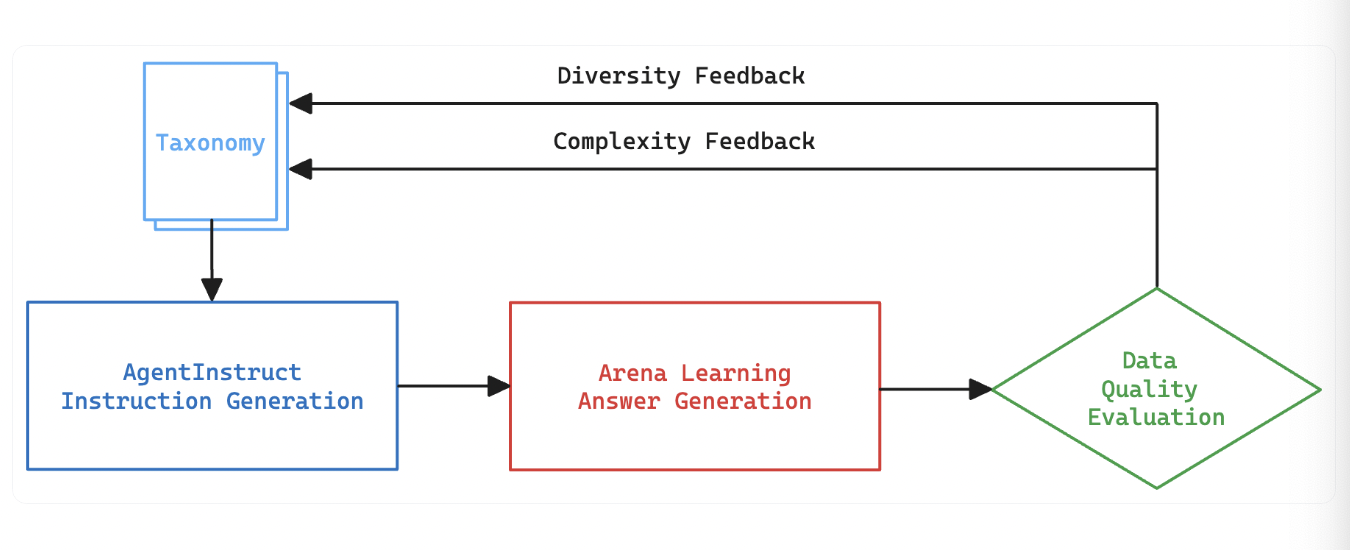 Diversity Feedback
Taxonomy
Complexity Feedback
AgentInstruct
Instruction Generation
Arena Learning
Answer Generation
Data
Quality
Evaluation